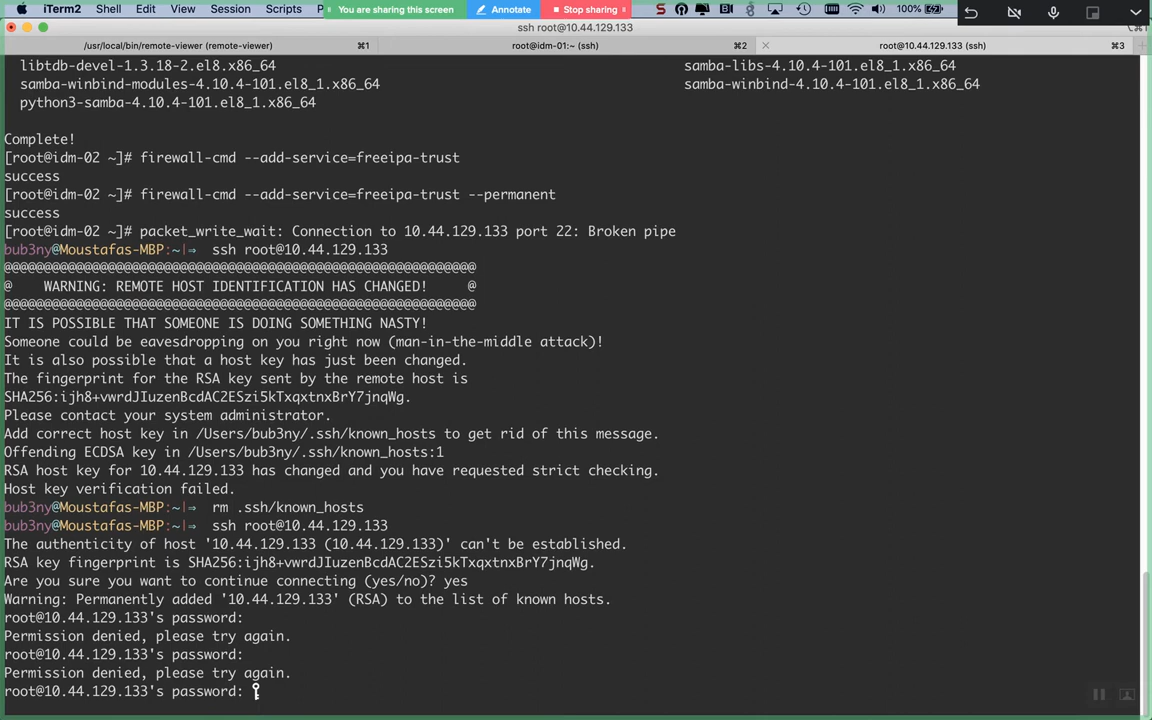 iTerm2 Shell Edit View Session Scripts P You are sharing this screen Annotate Stop sharing 100%
root@10.44.129.133 (ssh)
/usr/local/bin/remote-viewer (remote-viewer) ⌘1 root@idm-01:~ (ssh) ⌘2 root@10.44.129.133 (ssh) ⌘3
libtdb-devel-1.3.18-2.el8.x86_64 samba-libs-4.10.4-101.el8_1.x86_64
samba-winbind-modules-4.10.4-101.el8_1.x86_64 samba-winbind-4.10.4-101.el8_1.x86_64
python3-samba-4.10.4-101.el8_1.x86_64
Complete!
[root@idm-02 ~]# firewall-cmd --add-service=freeipa-trust
success
[root@idm-02 ~]# firewall-cmd --add-service=freeipa-trust --permanent
success
[root@idm-02 ~]# packet_write_wait: Connection to 10.44.129.133 port 22: Broken pipe
bub3ny@Moustafas-MBP:~|⇒ ssh root@10.44.129.133
@@@@@@@@@@@@@@@@@@@@@@@@@@@@@@@@@@@@@@@@@@@@@@@@@@@@@@@@@@@
@ WARNING: REMOTE HOST IDENTIFICATION HAS CHANGED! @
@@@@@@@@@@@@@@@@@@@@@@@@@@@@@@@@@@@@@@@@@@@@@@@@@@@@@@@@@@@
IT IS POSSIBLE THAT SOMEONE IS DOING SOMETHING NASTY!
Someone could be eavesdropping on you right now (man-in-the-middle attack)!
It is also possible that a host key has just been changed.
The fingerprint for the RSA key sent by the remote host is
SHA256:ijh8+vwrdJIuzenBcdAC2ESzi5kTxqxtnxBrY7jnqWg.
Please contact your system administrator.
Add correct host key in /Users/bub3ny/.ssh/known_hosts to get rid of this message.
Offending ECDSA key in /Users/bub3ny/.ssh/known_hosts:1
RSA host key for 10.44.129.133 has changed and you have requested strict checking.
Host key verification failed.
bub3ny@Moustafas-MBP:~|⇒ rm .ssh/known_hosts
bub3ny@Moustafas-MBP:~|⇒ ssh root@10.44.129.133
The authenticity of host '10.44.129.133 (10.44.129.133)' can't be established.
RSA key fingerprint is SHA256:ijh8+vwrdJIuzenBcdAC2ESzi5kTxqxtnxBrY7jnqWg.
Are you sure you want to continue connecting (yes/no)? yes
Warning: Permanently added '10.44.129.133' (RSA) to the list of known hosts.
root@10.44.129.133's password:
Permission denied, please try again.
root@10.44.129.133's password:
Permission denied, please try again.
root@10.44.129.133's password: